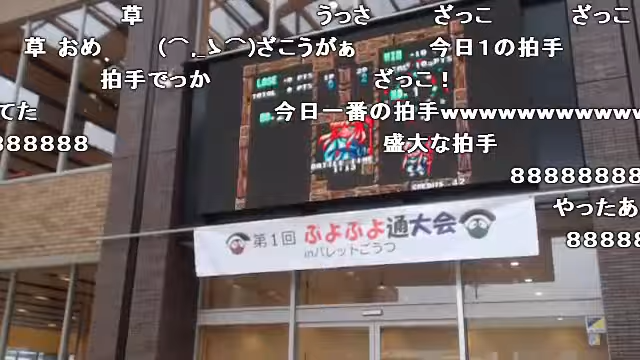 草
うっさ
ざっこ
ざっこ
草 おめ
(⌒,_ゝ⌒)ざこうがぁ
今日１の拍手
拍手でっか
ざっこ！
てた
今日一番の拍手wwwwwwwwwwww
888888
盛大な拍手
88888888
やったあ
88888
LOSE
WIN
TOTAL
第1回 ぷよぷよ通大会
inパレットごうつ